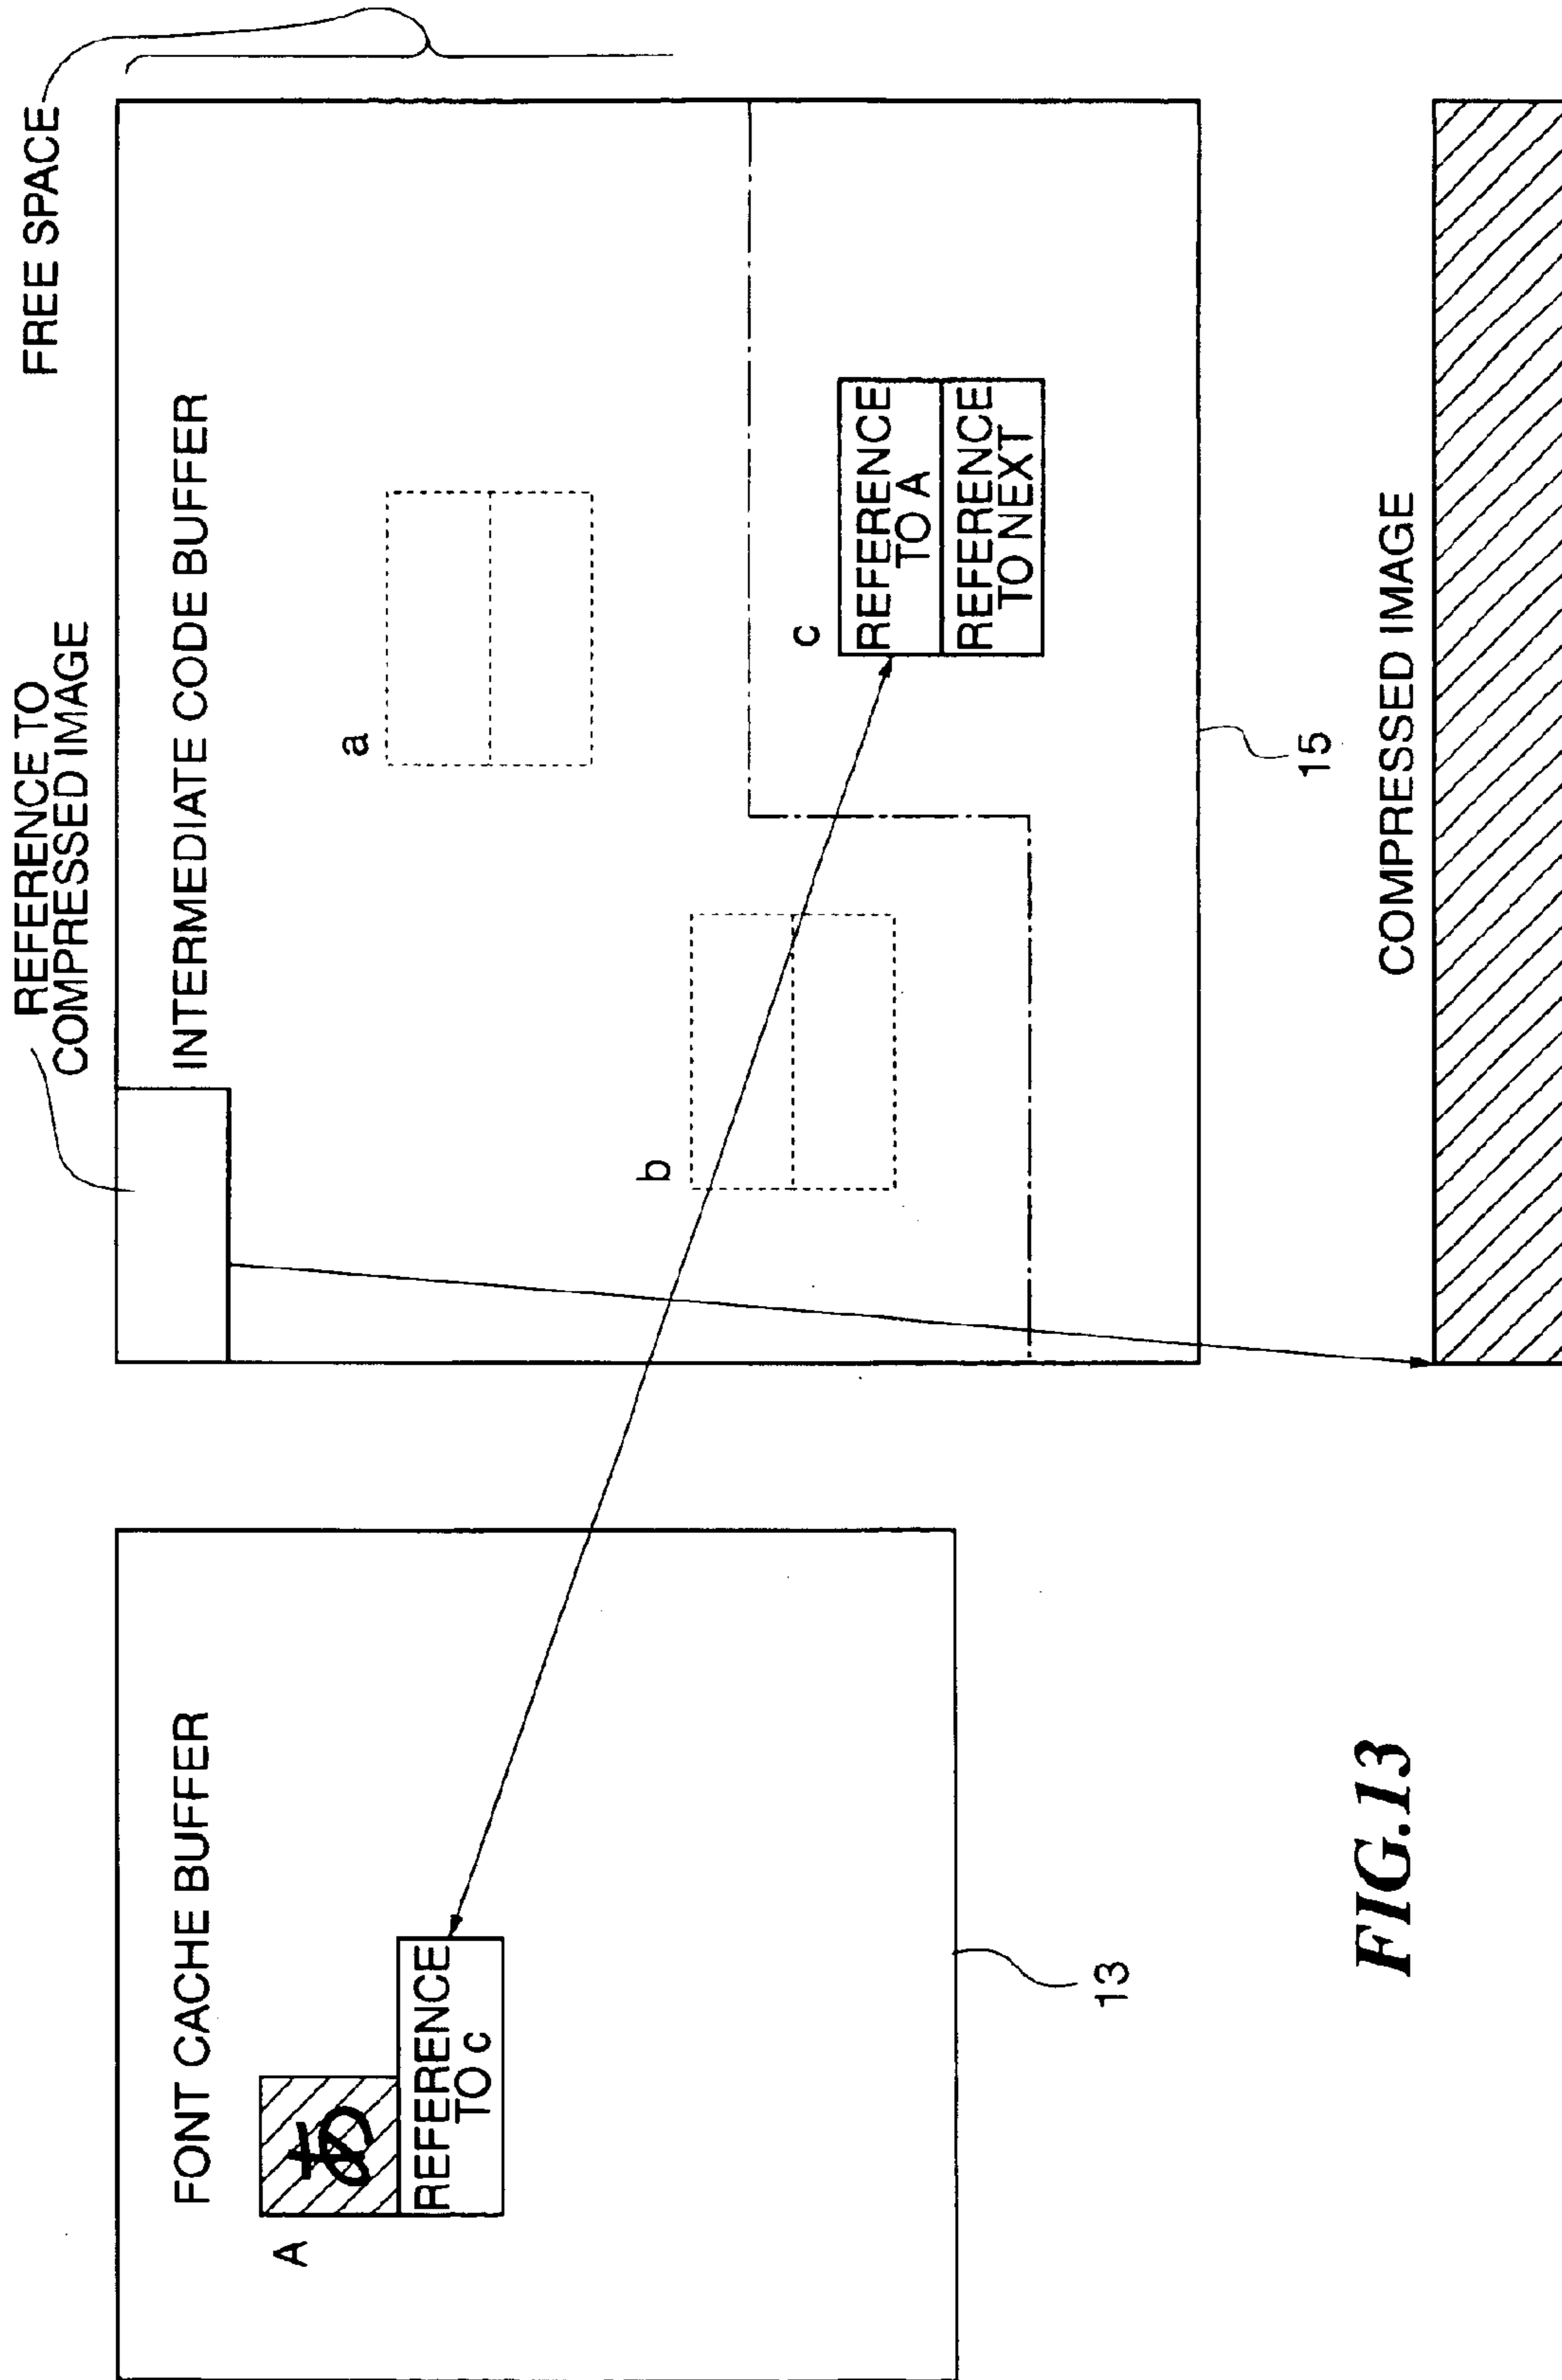 REFERENCE TO
COMPRESSED IMAGE
FREE SPACE
FONT CACHE BUFFER
INTERMEDIATE CODE BUFFER
A
あ
REFERENCE
TO c
a
b
c
REFERENCE
TO A
REFERENCE
TO NEXT
13
15
COMPRESSED IMAGE
FIG.13